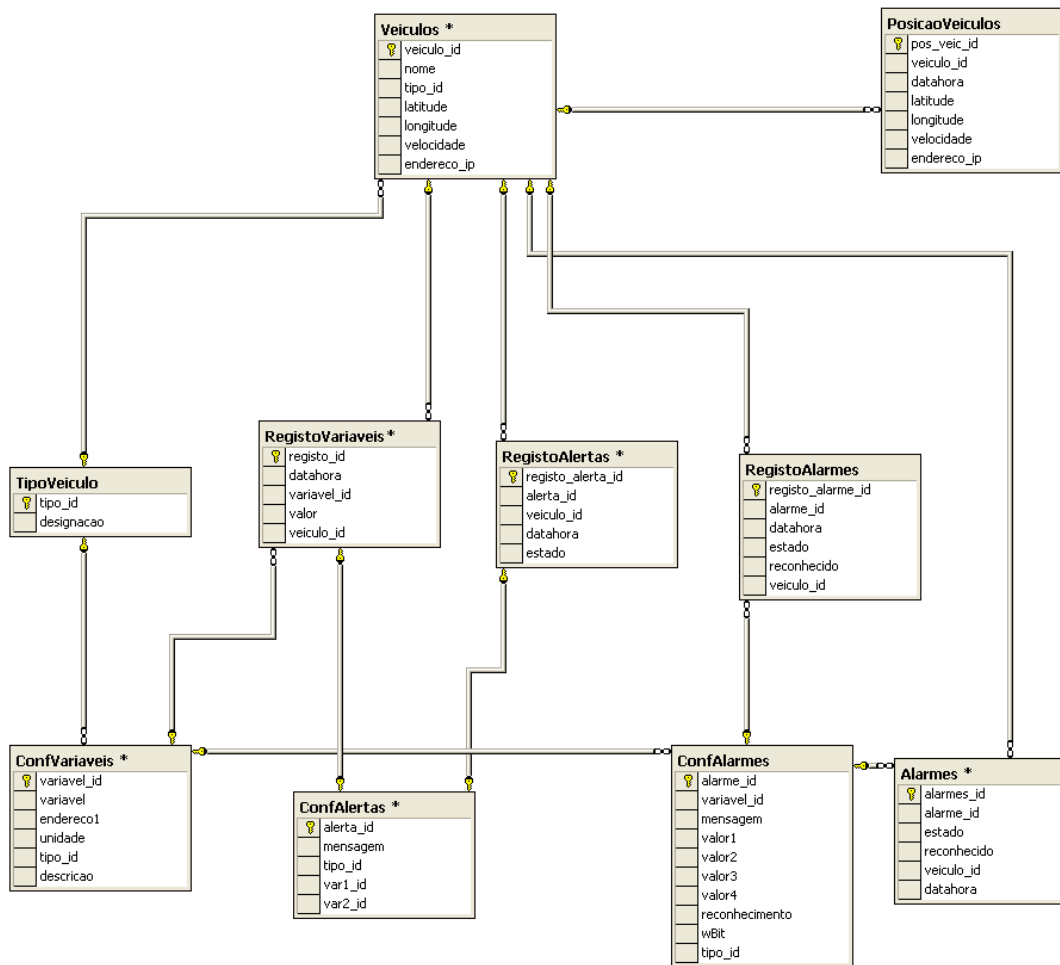 Veiculos *
veiculo_id
nome
tipo_id
latitude
longitude
velocidade
endereco_ip
PosicaoVeiculos
pos_veic_id
veiculo_id
datahora
latitude
longitude
velocidade
endereco_ip
TipoVeiculo
tipo_id
designacao
RegistoVariaveis *
registo_id
datahora
variavel_id
valor
veiculo_id
RegistoAlertas *
registo_alerta_id
alerta_id
veiculo_id
datahora
estado
RegistoAlarmes
registo_alarme_id
alarme_id
datahora
estado
reconhecido
veiculo_id
ConfVariaveis *
variavel_id
variavel
endereco1
unidade
tipo_id
descricao
ConfAlertas *
alerta_id
mensagem
tipo_id
var1_id
var2_id
ConfAlarmes
alarme_id
variavel_id
mensagem
valor1
valor2
valor3
valor4
reconhecimento
wBit
tipo_id
Alarmes *
alarmes_id
alarme_id
estado
reconhecido
veiculo_id
datahora